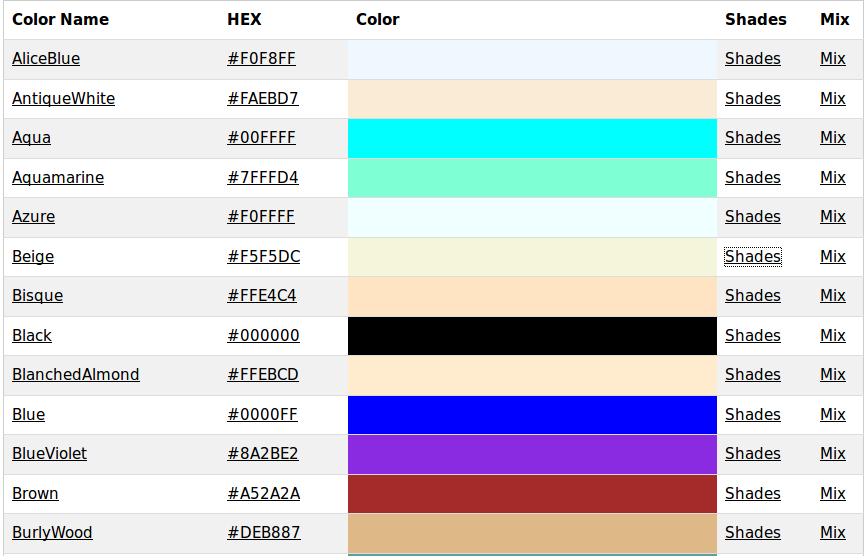 Color Name HEX Color Shades Mix
AliceBlue #F0F8FF Shades Mix
AntiqueWhite #FAEBD7 Shades Mix
Aqua #00FFFF Shades Mix
Aquamarine #7FFFD4 Shades Mix
Azure #F0FFFF Shades Mix
Beige #F5F5DC Shades Mix
Bisque #FFE4C4 Shades Mix
Black #000000 Shades Mix
BlanchedAlmond #FFEBCD Shades Mix
Blue #0000FF Shades Mix
BlueViolet #8A2BE2 Shades Mix
Brown #A52A2A Shades Mix
BurlyWood #DEB887 Shades Mix